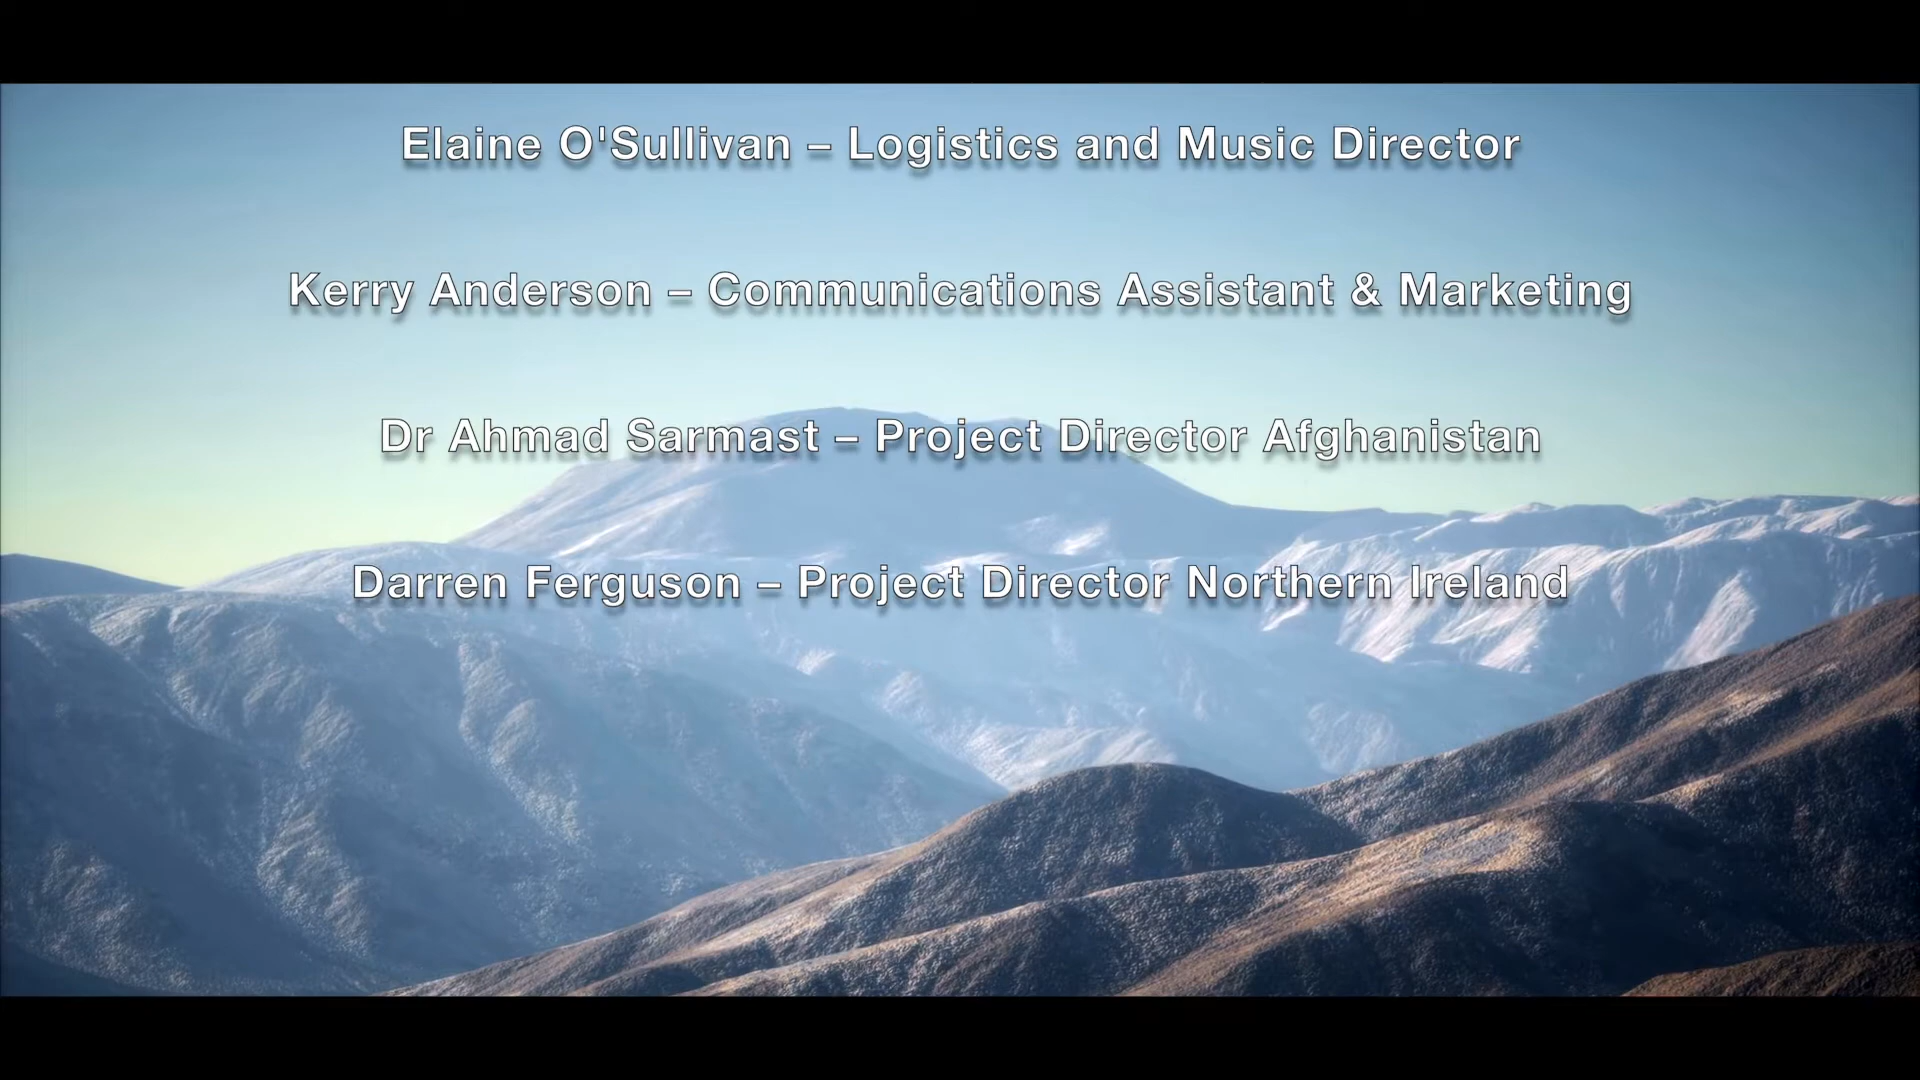 Elaine O'Sullivan – Logistics and Music Director
Kerry Anderson – Communications Assistant & Marketing
Dr Ahmad Sarmast – Project Director Afghanistan
Darren Ferguson – Project Director Northern Ireland